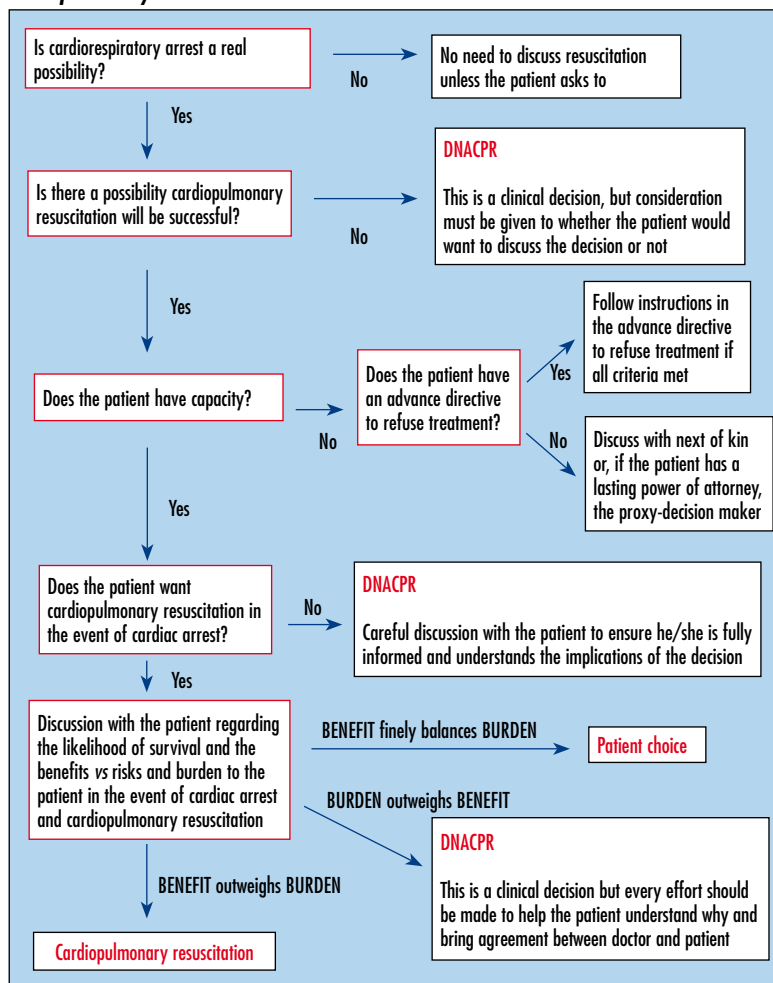 Is cardiorespiratory arrest a real
possibility?
No
No need to discuss resuscitation
unless the patient asks to
Yes
Is there a possibility cardiopulmonary
resuscitation will be successful?
No
DNACPR
This is a clinical decision, but consideration
must be given to whether the patient would
want to discuss the decision or not
Yes
Does the patient have capacity?
No
Does the patient have
an advance directive
to refuse treatment?
Yes
Follow instructions in
the advance directive
to refuse treatment if
all criteria met
No
Discuss with next of kin
or, if the patient has a
lasting power of attorney,
the proxy-decision maker
Yes
Does the patient want
cardiopulmonary resuscitation in
the event of cardiac arrest?
No
DNACPR
Careful discussion with the patient to ensure he/she is fully
informed and understands the implications of the decision
Yes
Discussion with the patient regarding
the likelihood of survival and the
benefits vs risks and burden to the
patient in the event of cardiac arrest
and cardiopulmonary resuscitation
BENEFIT finely balances BURDEN
Patient choice
BURDEN outweighs BENEFIT
DNACPR
This is a clinical decision but every effort should
be made to help the patient understand why and
bring agreement between doctor and patient
BENEFIT outweighs BURDEN
Cardiopulmonary resuscitation